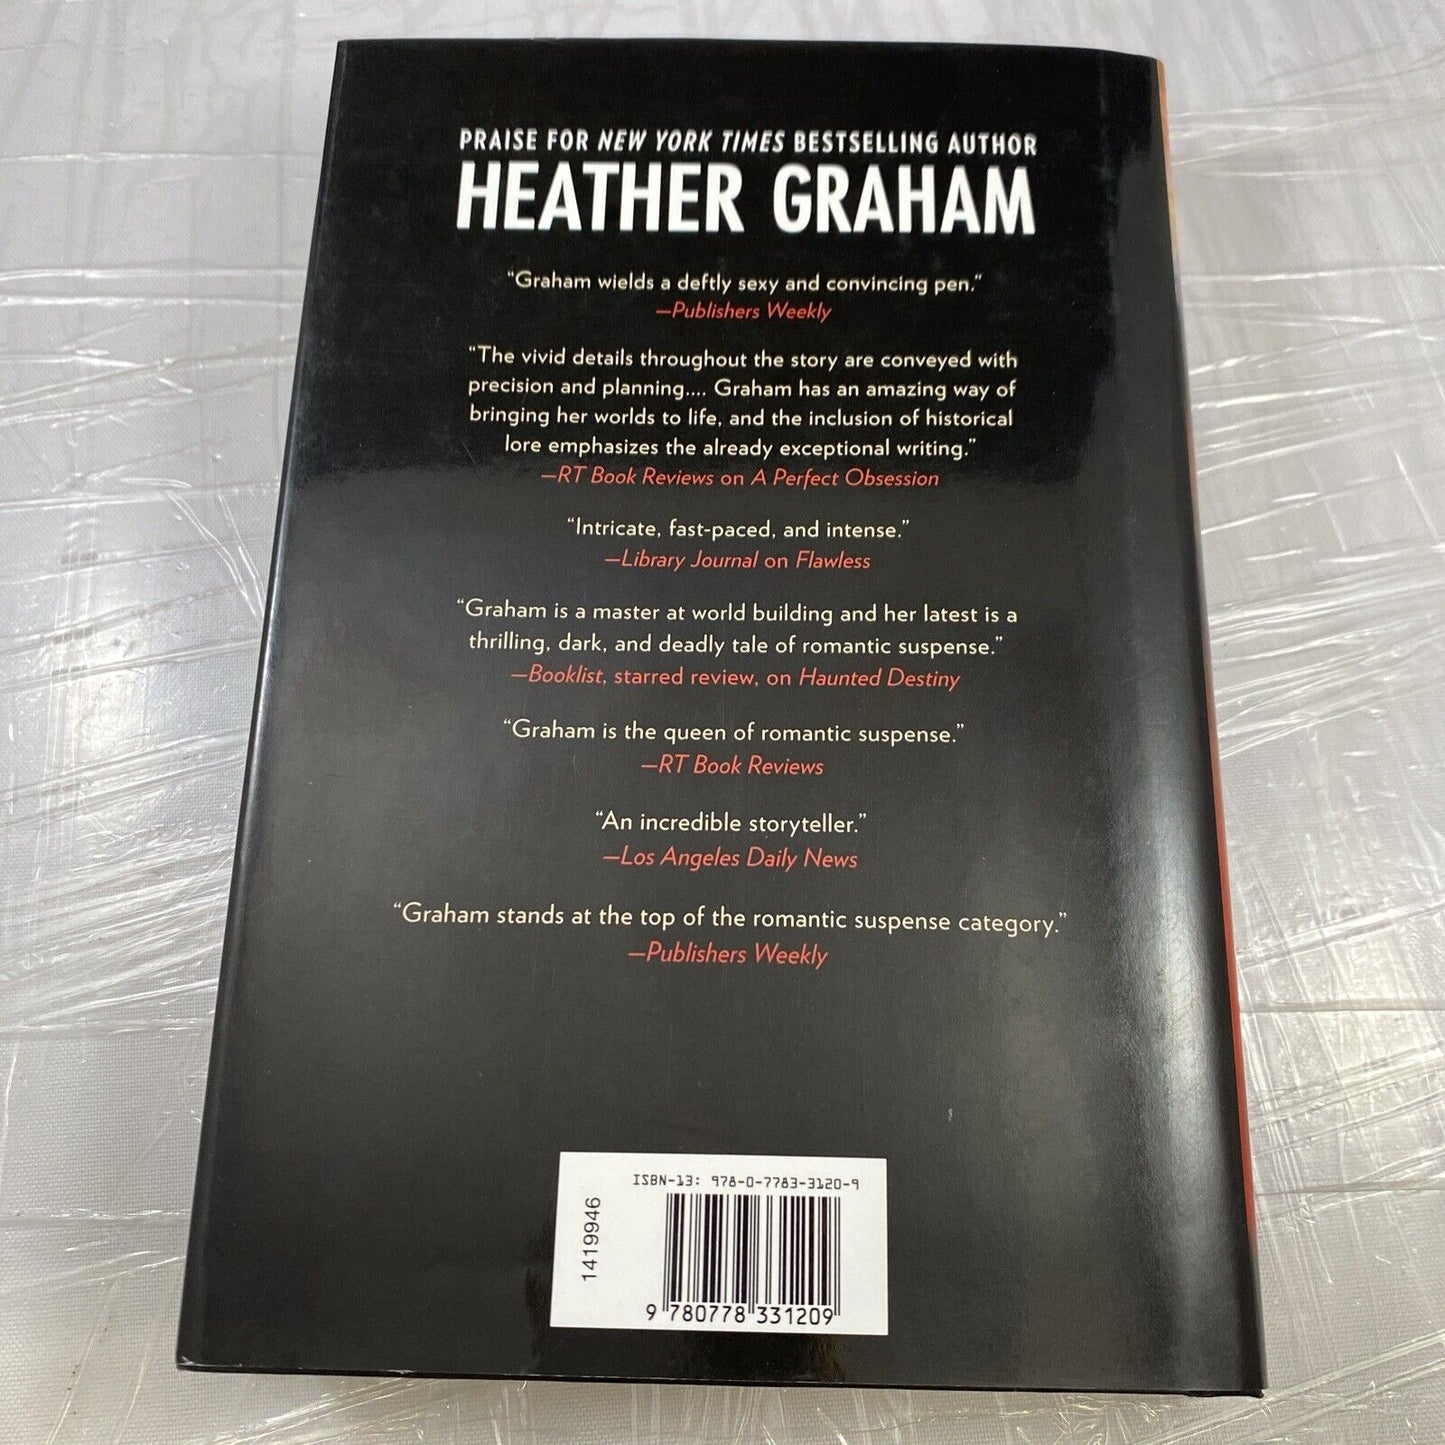 PRAISE FOR NEW YORK TIMES BESTSELLING AUTHOR
HEATHER GRAHAM
“Graham wields a deftly sexy and convincing pen.”
—Publishers Weekly
“The vivid details throughout the story are conveyed with
precision and planning.... Graham has an amazing way of
bringing her worlds to life, and the inclusion of historical
lore emphasizes the already exceptional writing.”
—RT Book Reviews on A Perfect Obsession
“Intricate, fast-paced, and intense.”
—Library Journal on Flawless
“Graham is a master at world building and her latest is a
thrilling, dark, and deadly tale of romantic suspense.”
—Booklist, starred review, on Haunted Destiny
“Graham is the queen of romantic suspense.”
—RT Book Reviews
“An incredible storyteller.”
—Los Angeles Daily News
“Graham stands at the top of the romantic suspense category.”
—Publishers Weekly
ISBN-13: 978-0-7783-3120-9
1419946
9 780778 331209